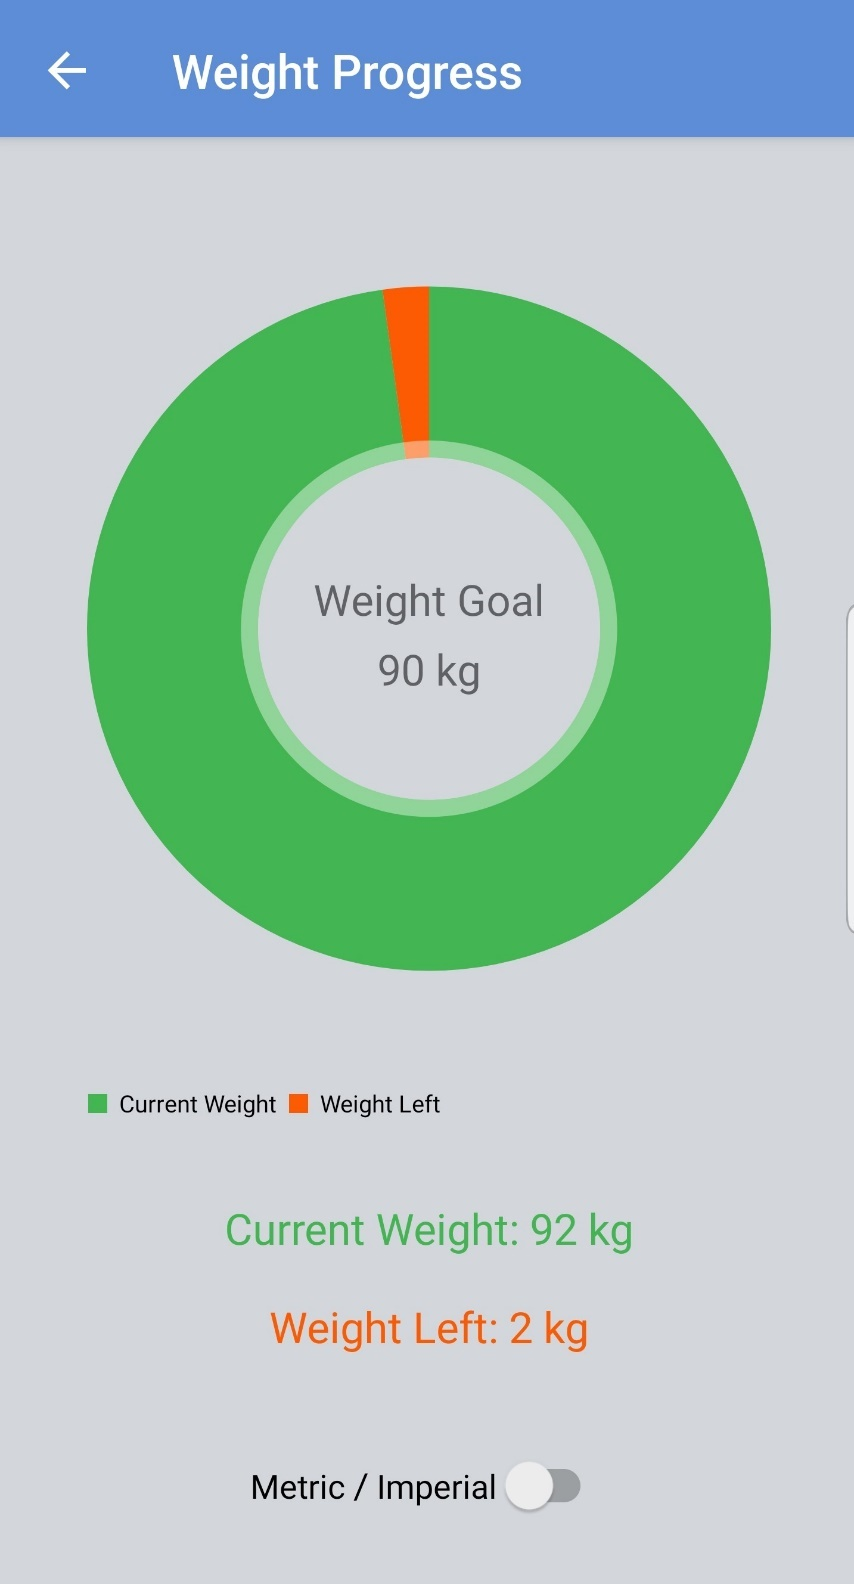 Weight Progress
Weight Goal
90 kg
Current Weight Weight Left
Current Weight: 92 kg
Weight Left: 2 kg
Metric / Imperial